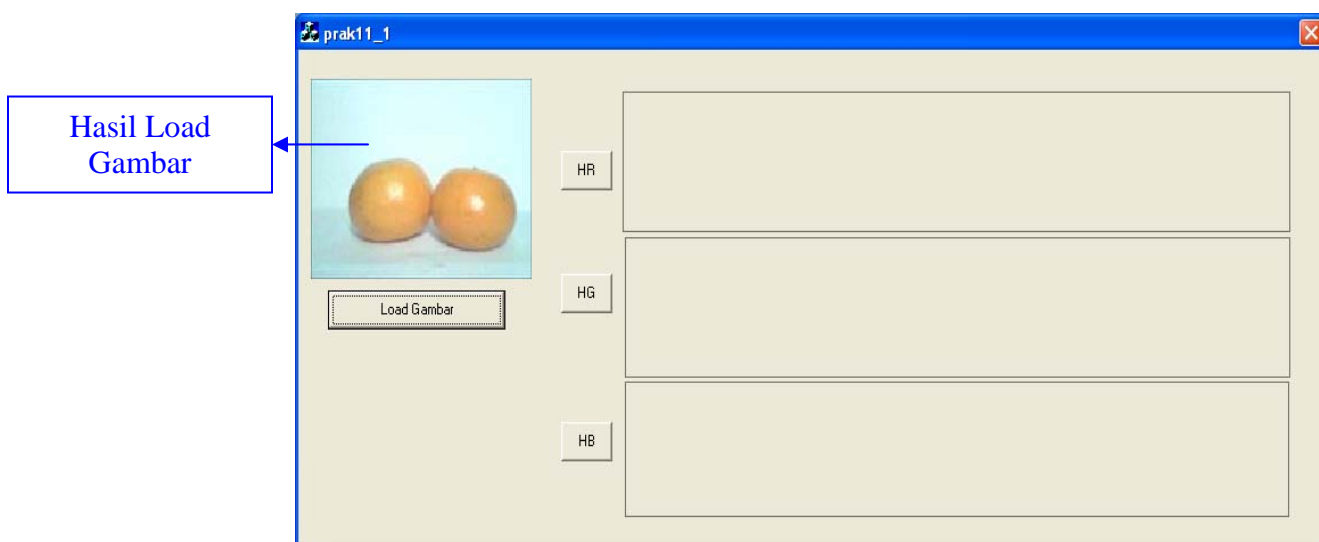 prak11_1
Hasil Load
Gambar
HR
HG
Load Gambar
HB